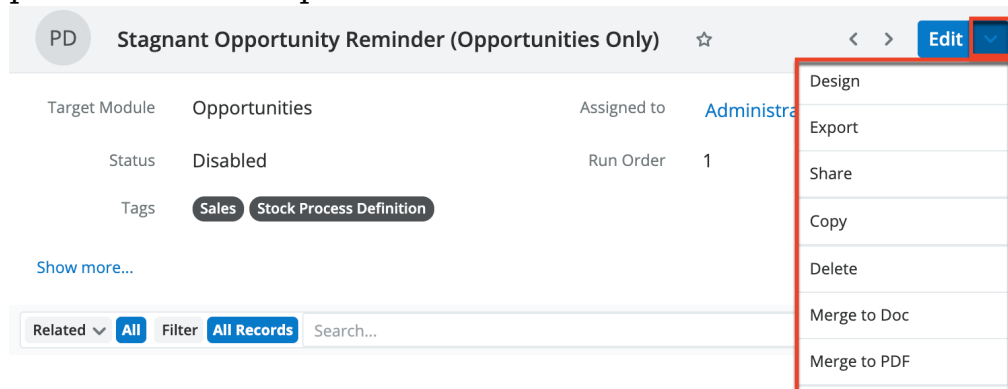 PD Stagnant Opportunity Reminder (Opportunities Only) Edit
Design
Target Module Opportunities Assigned to Administra
Export
Status Disabled Run Order 1
Share
Tags Sales Stock Process Definition
Copy
Show more...
Delete
Merge to Doc
Related All Filter All Records Search...
Merge to PDF